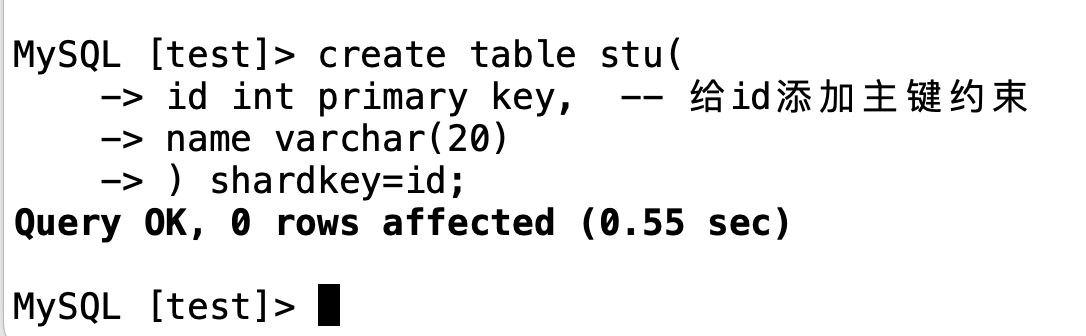 MySQL [test]> create table stu(
    -> id int primary key,  -- 给id添加主键约束
    -> name varchar(20)
    -> ) shardkey=id;
Query OK, 0 rows affected (0.55 sec)
MySQL [test]>